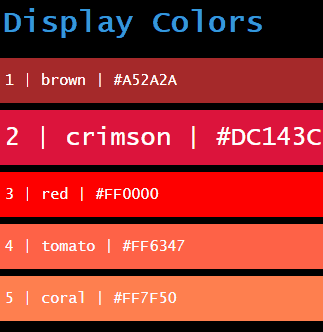 Display Colors
1 | brown | #A52A2A
2 | crimson | #DC143C
3 | red | #FF0000
4 | tomato | #FF6347
5 | coral | #FF7F50